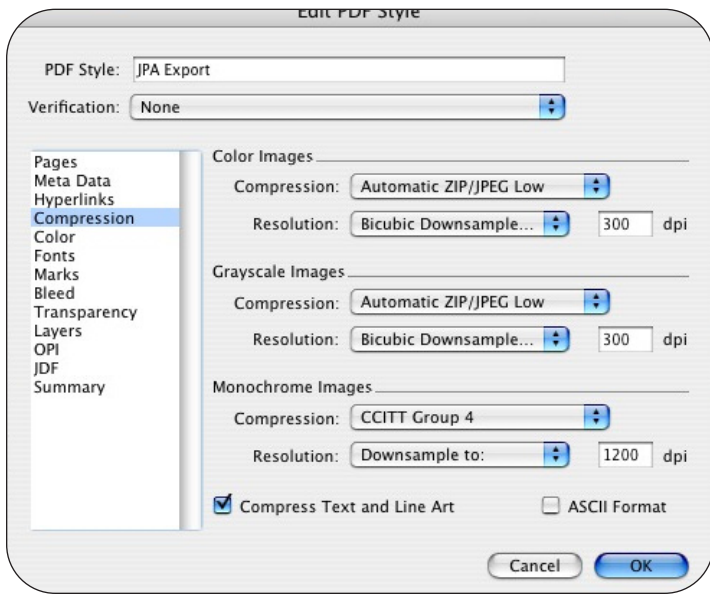 Edit PDF Style
PDF Style: JPA Export
Verification: None
Pages
Meta Data
Hyperlinks
Compression
Color
Fonts
Marks
Bleed
Transparency
Layers
OPI
JDF
Summary
Color Images
Compression: Automatic ZIP/JPEG Low
Resolution: Bicubic Downsample... 300 dpi
Grayscale Images
Compression: Automatic ZIP/JPEG Low
Resolution: Bicubic Downsample... 300 dpi
Monochrome Images
Compression: CCITT Group 4
Resolution: Downsample to: 1200 dpi
Compress Text and Line Art ASCII Format
Cancel OK